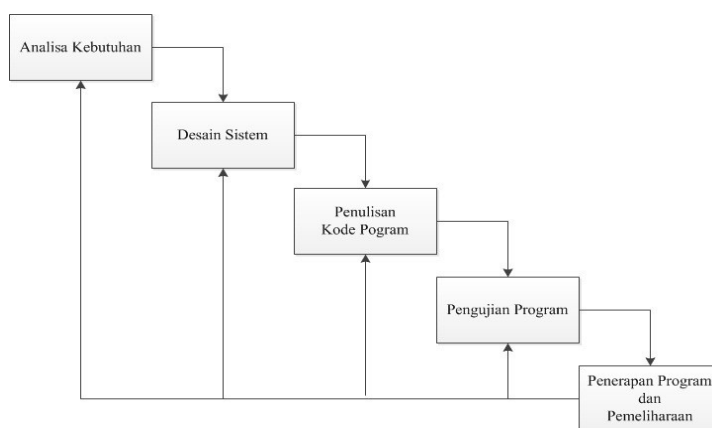 Analisa Kebutuhan
Desain Sistem
Penulisan
Kode Pogram
Pengujian Program
Penerapan Program
dan
Pemeliharaan